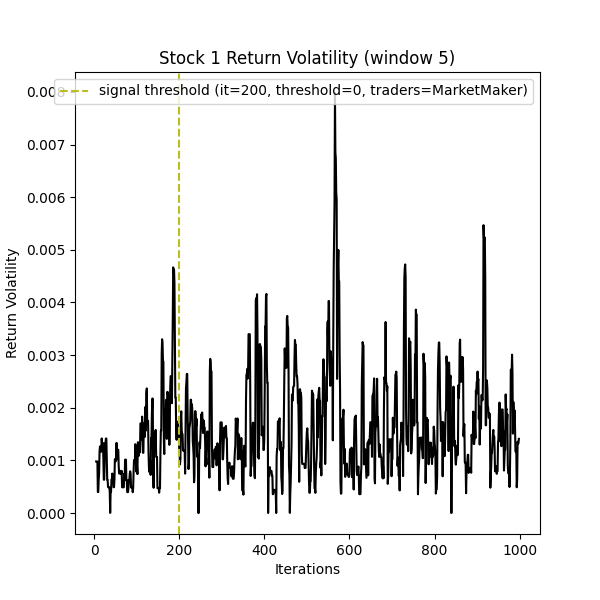 Stock 1 Return Volatility (window 5)
signal threshold (it=200, threshold=0, traders=MarketMaker)
0.008
0.007
0.006
0.005
0.004
0.003
0.002
0.001
0.000
Return Volatility
0 200 400 600 800 1000
Iterations